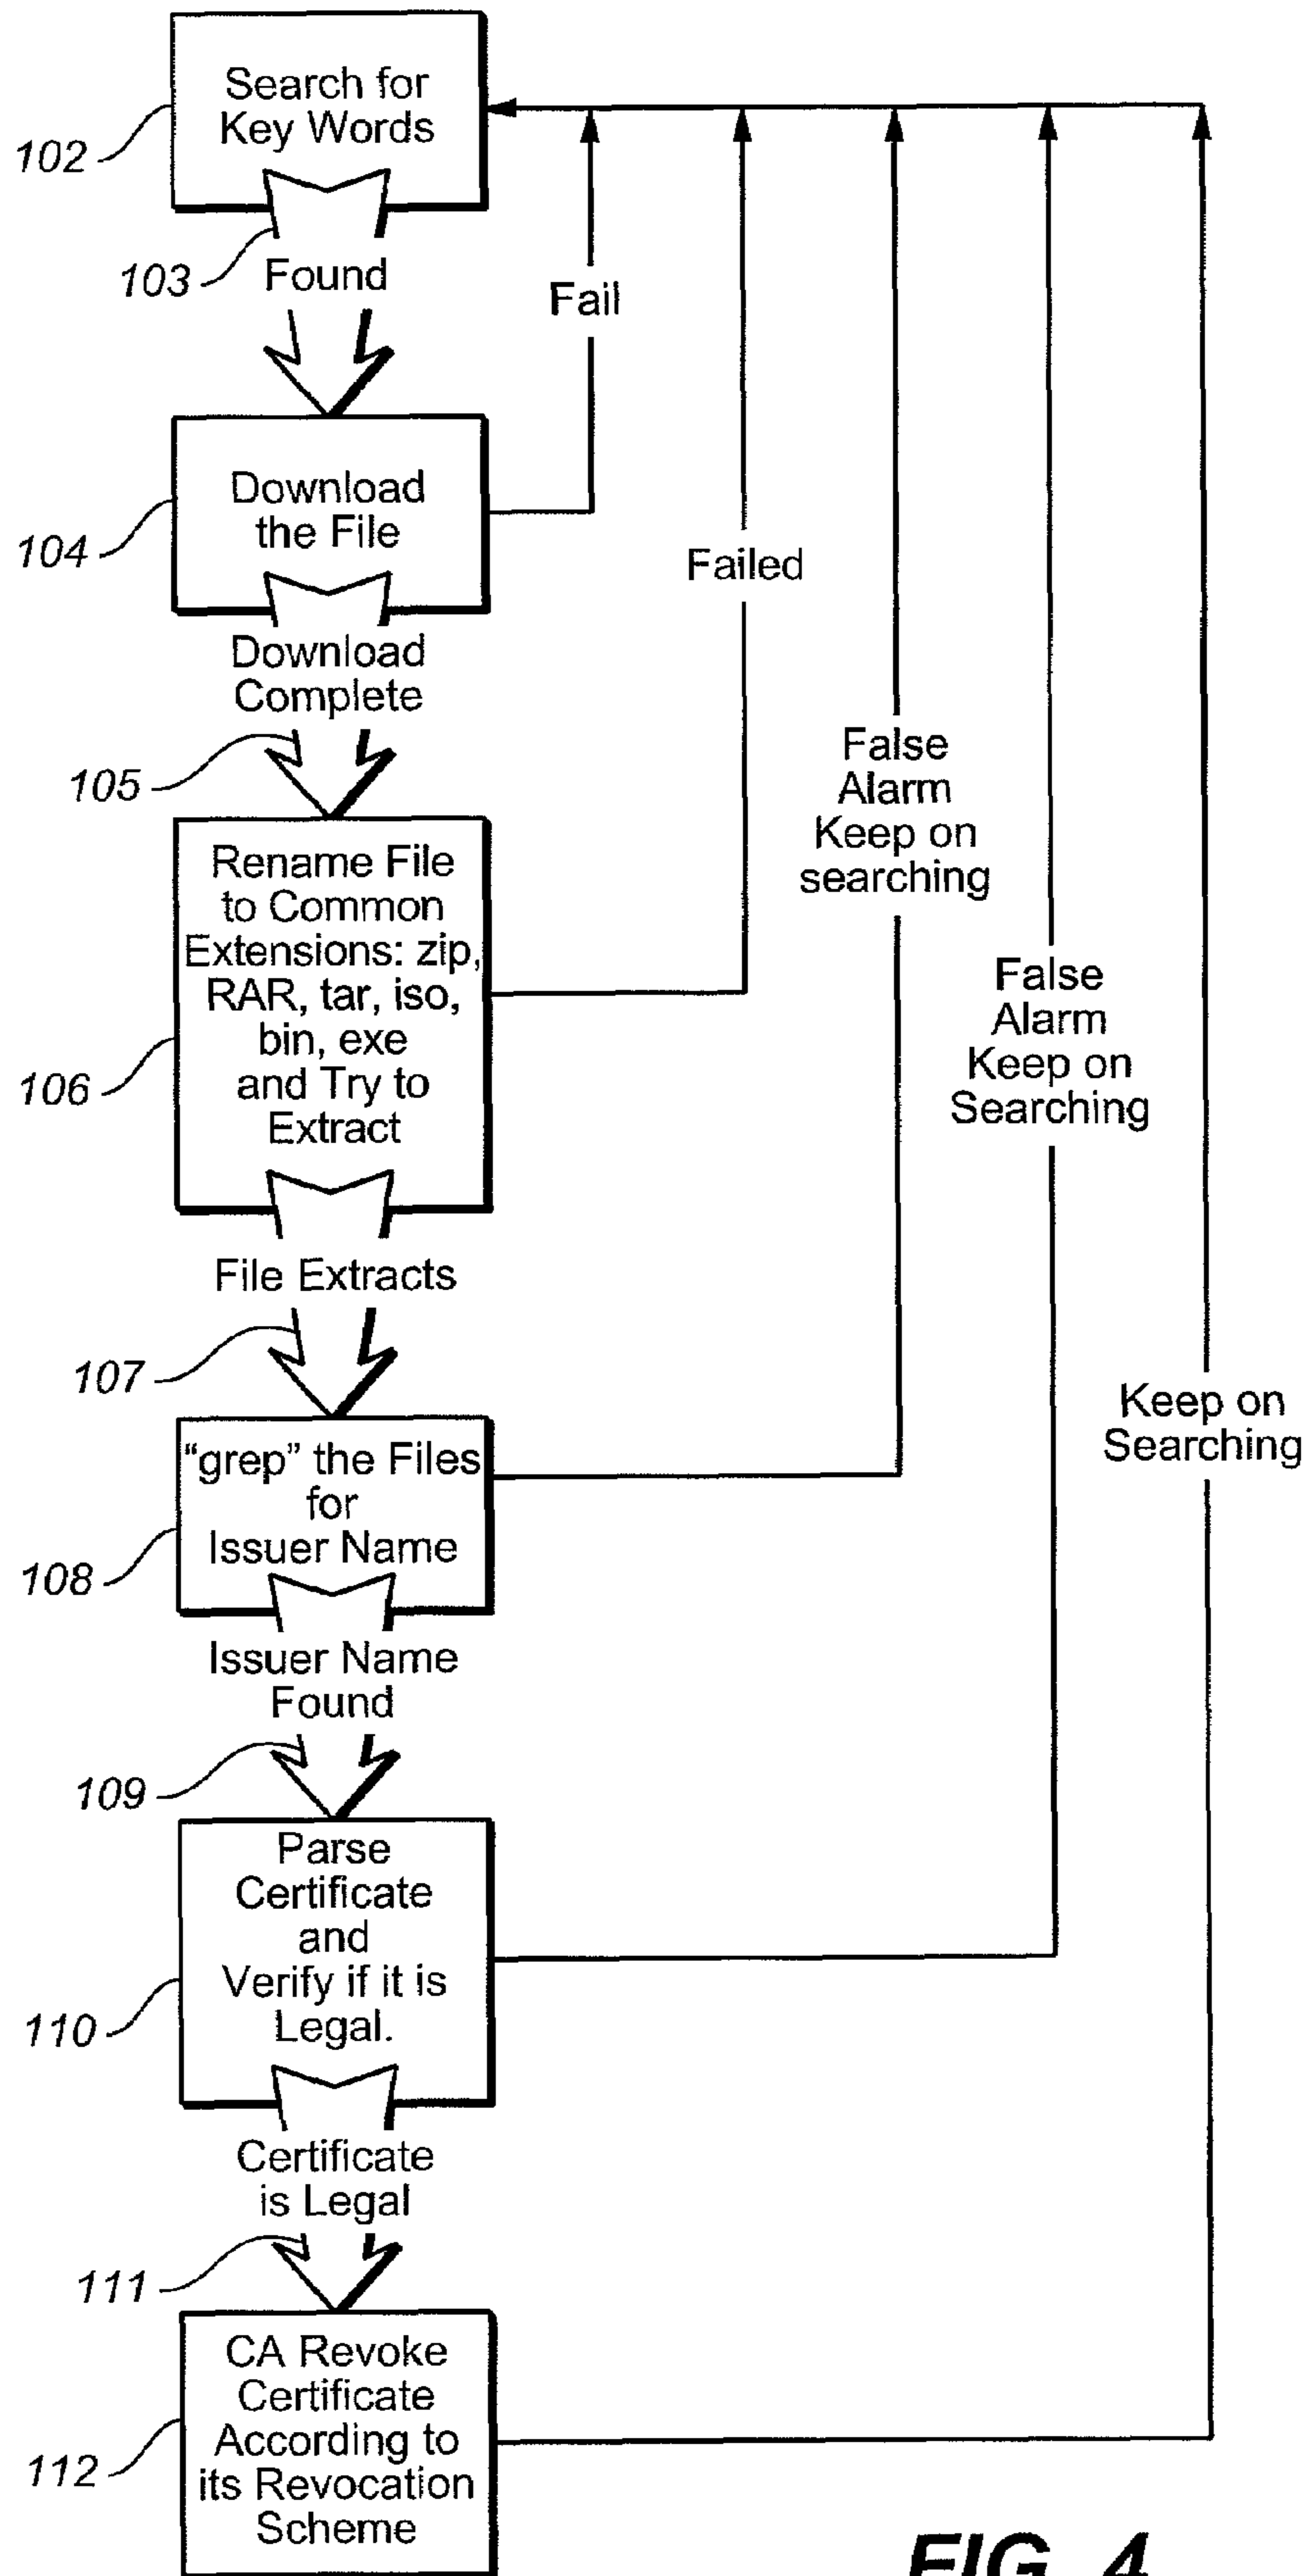 Search for
Key Words
102
103
Found
Fail
Download
the File
104
Failed
Download
Complete
105
False
Alarm
Keep on
searching
Rename File
to Common
Extensions: zip,
RAR, tar, iso,
bin, exe
and Try to
Extract
106
False
Alarm
Keep on
Searching
File Extracts
107
Keep on
Searching
“grep” the Files
for
Issuer Name
108
Issuer Name
Found
109
Parse
Certificate
and
Verify if it is
Legal.
110
Certificate
is Legal
111
CA Revoke
Certificate
According to
its Revocation
Scheme
112
FIG. 4